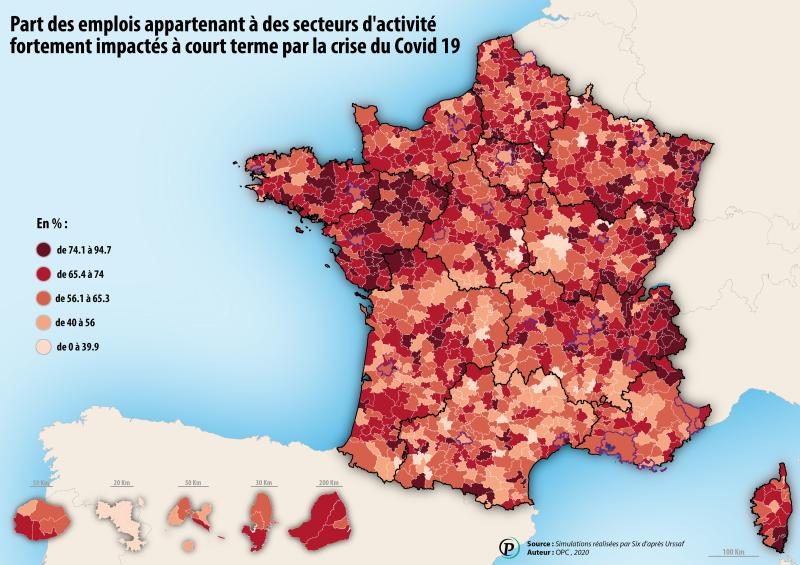 Part des emplois appartenant à des secteurs d'activité
fortement impactés à court terme par la crise du Covid 19
En % :
de 74.1 à 94.7
de 65.4 à 74
de 56.1 à 65.3
de 40 à 56
de 0 à 39.9
50 Km
20 Km
50 Km
30 Km
200 Km
100 Km
P
Source : Simulations réalisées par Six d'après Urssaf
Auteur : OPC , 2020